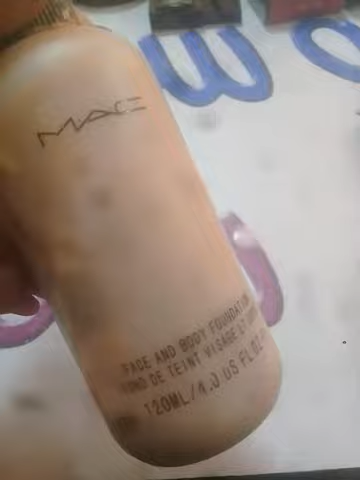 MAC
FACE AND BODY FOUNDATION
FOND DE TEINT VISAGE ET
120ML/4.0 US FL OZ